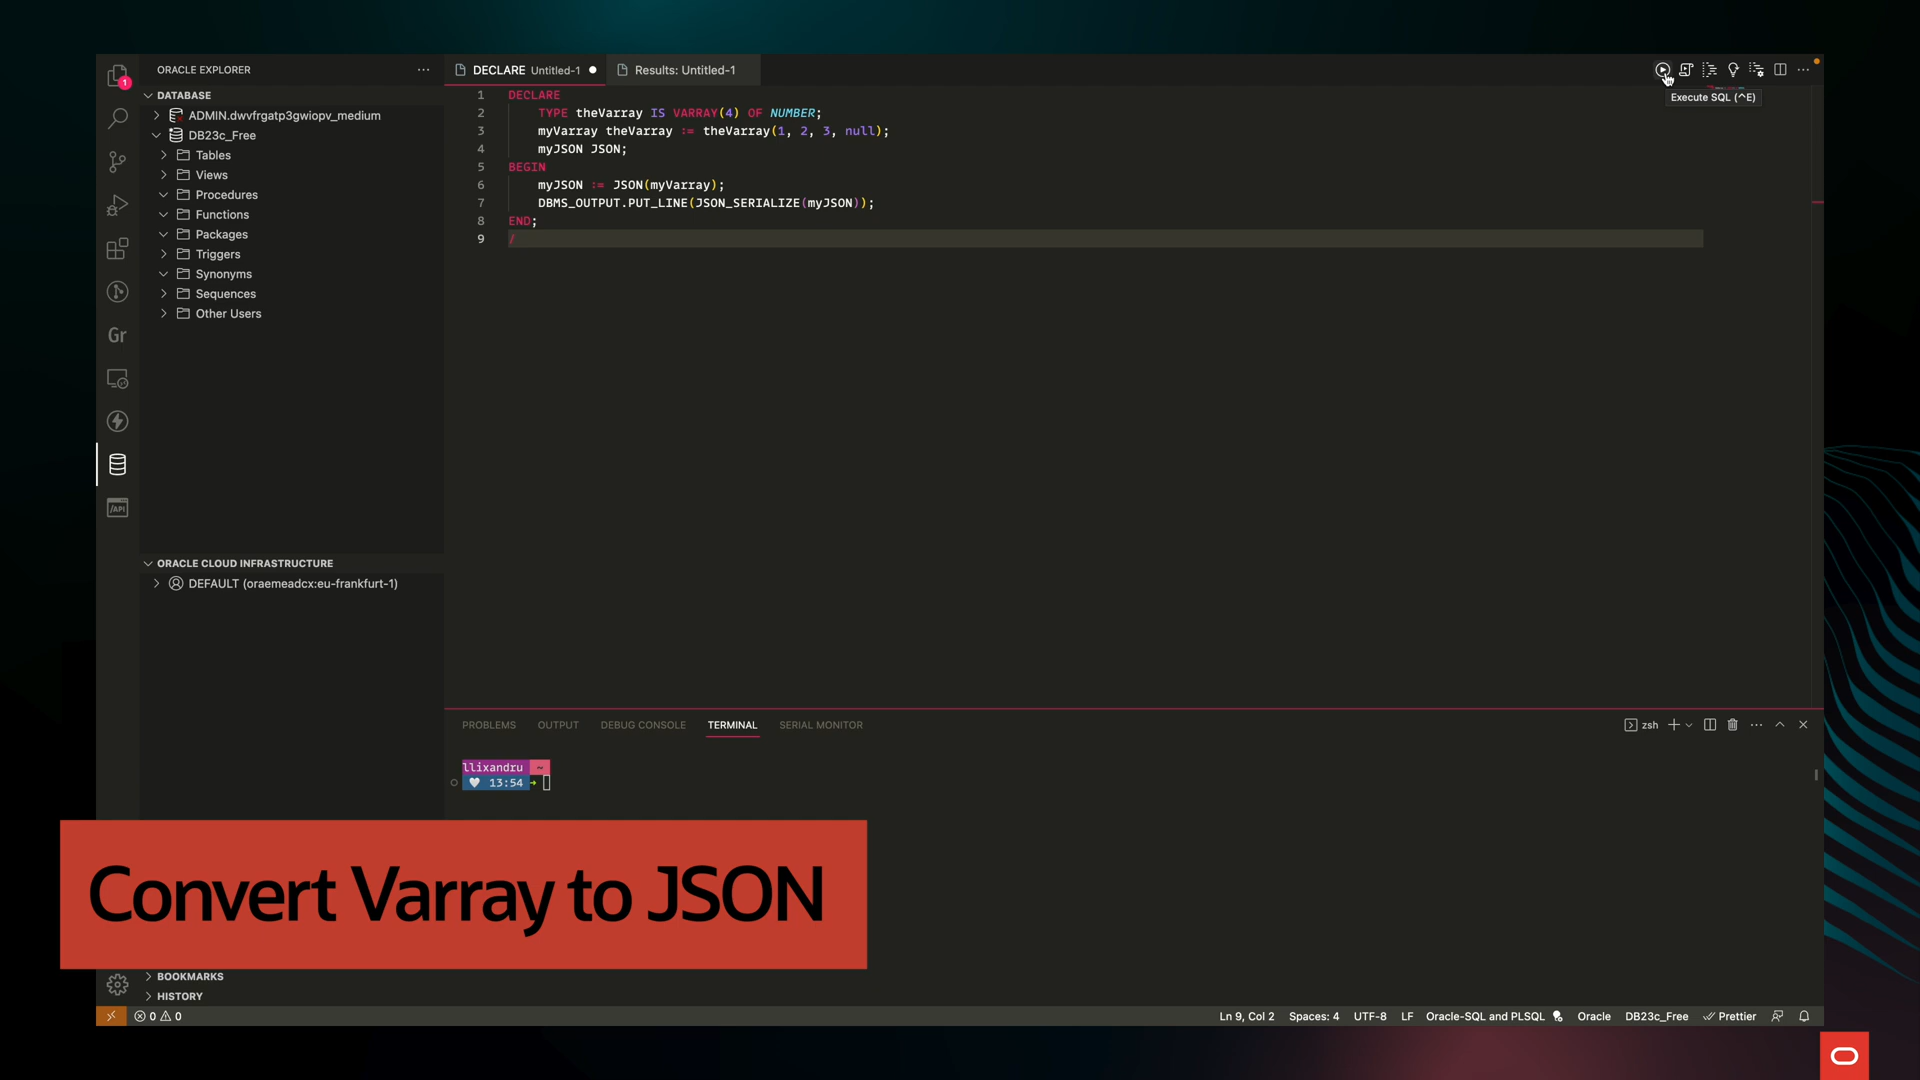 ORACLE EXPLORER
DATABASE
ADMIN.dwvfrgatp3gwiopv_medium
DB23c_Free
Tables
Views
Procedures
Functions
Packages
Triggers
Synonyms
Sequences
Other Users
ORACLE CLOUD INFRASTRUCTURE
DEFAULT (oraemeadcx:eu-frankfurt-1)
BOOKMARKS
HISTORY
1
Gr
/API
DECLARE Untitled-1
Results: Untitled-1
Execute SQL (^E)
1 DECLARE
2 TYPE theVarray IS VARRAY(4) OF NUMBER;
3 myVarray theVarray := theVarray(1, 2, 3, null);
4 myJSON JSON;
5 BEGIN
6 myJSON := JSON(myVarray);
7 DBMS_OUTPUT.PUT_LINE(JSON_SERIALIZE(myJSON));
8 END;
9 /
PROBLEMS OUTPUT DEBUG CONSOLE TERMINAL SERIAL MONITOR
zsh
llixandru ~
13:54
Convert Varray to JSON
0 0
Ln 9, Col 2 Spaces: 4 UTF-8 LF Oracle-SQL and PLSQL Oracle DB23c_Free Prettier